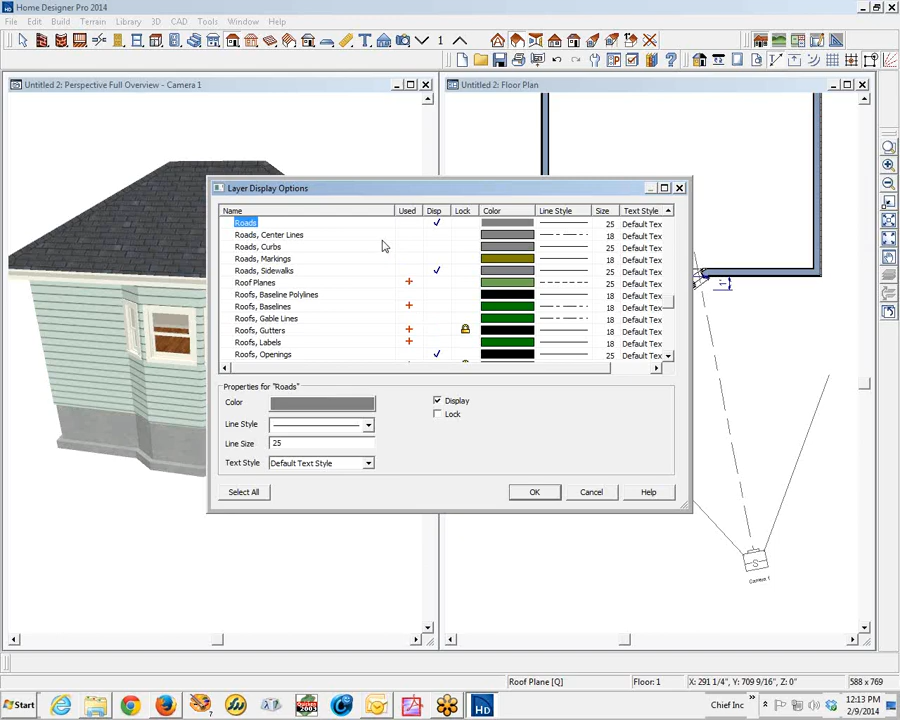 Home Designer Pro 2014
File Edit Build Terrain Library 3D CAD Tools Window Help
1
Untitled 2: Perspective Full Overview - Camera 1
Untitled 2: Floor Plan
Layer Display Options
Name Used Disp Lock Color Line Style Size Text Style
Roads 25 Default Tex
Roads, Center Lines 18 Default Tex
Roads, Curbs 25 Default Tex
Roads, Markings 18 Default Tex
Roads, Sidewalks 25 Default Tex
Roof Planes 25 Default Tex
Roofs, Baseline Polylines 18 Default Tex
Roofs, Baselines 18 Default Tex
Roofs, Gable Lines 18 Default Tex
Roofs, Gutters 18 Default Tex
Roofs, Labels 18 Default Tex
Roofs, Openings 25 Default Tex
Properties for "Roads"
Color
Display
Lock
Line Style
Line Size 25
Text Style Default Text Style
Select All OK Cancel Help
S
Camera 1
Roof Plane [Q] Floor: 1 X: 291 1/4", Y: 709 9/16", Z: 0" 588 x 769
Start
Quicken
2003
Hd
Chief Inc
12:13 PM
2/9/2014